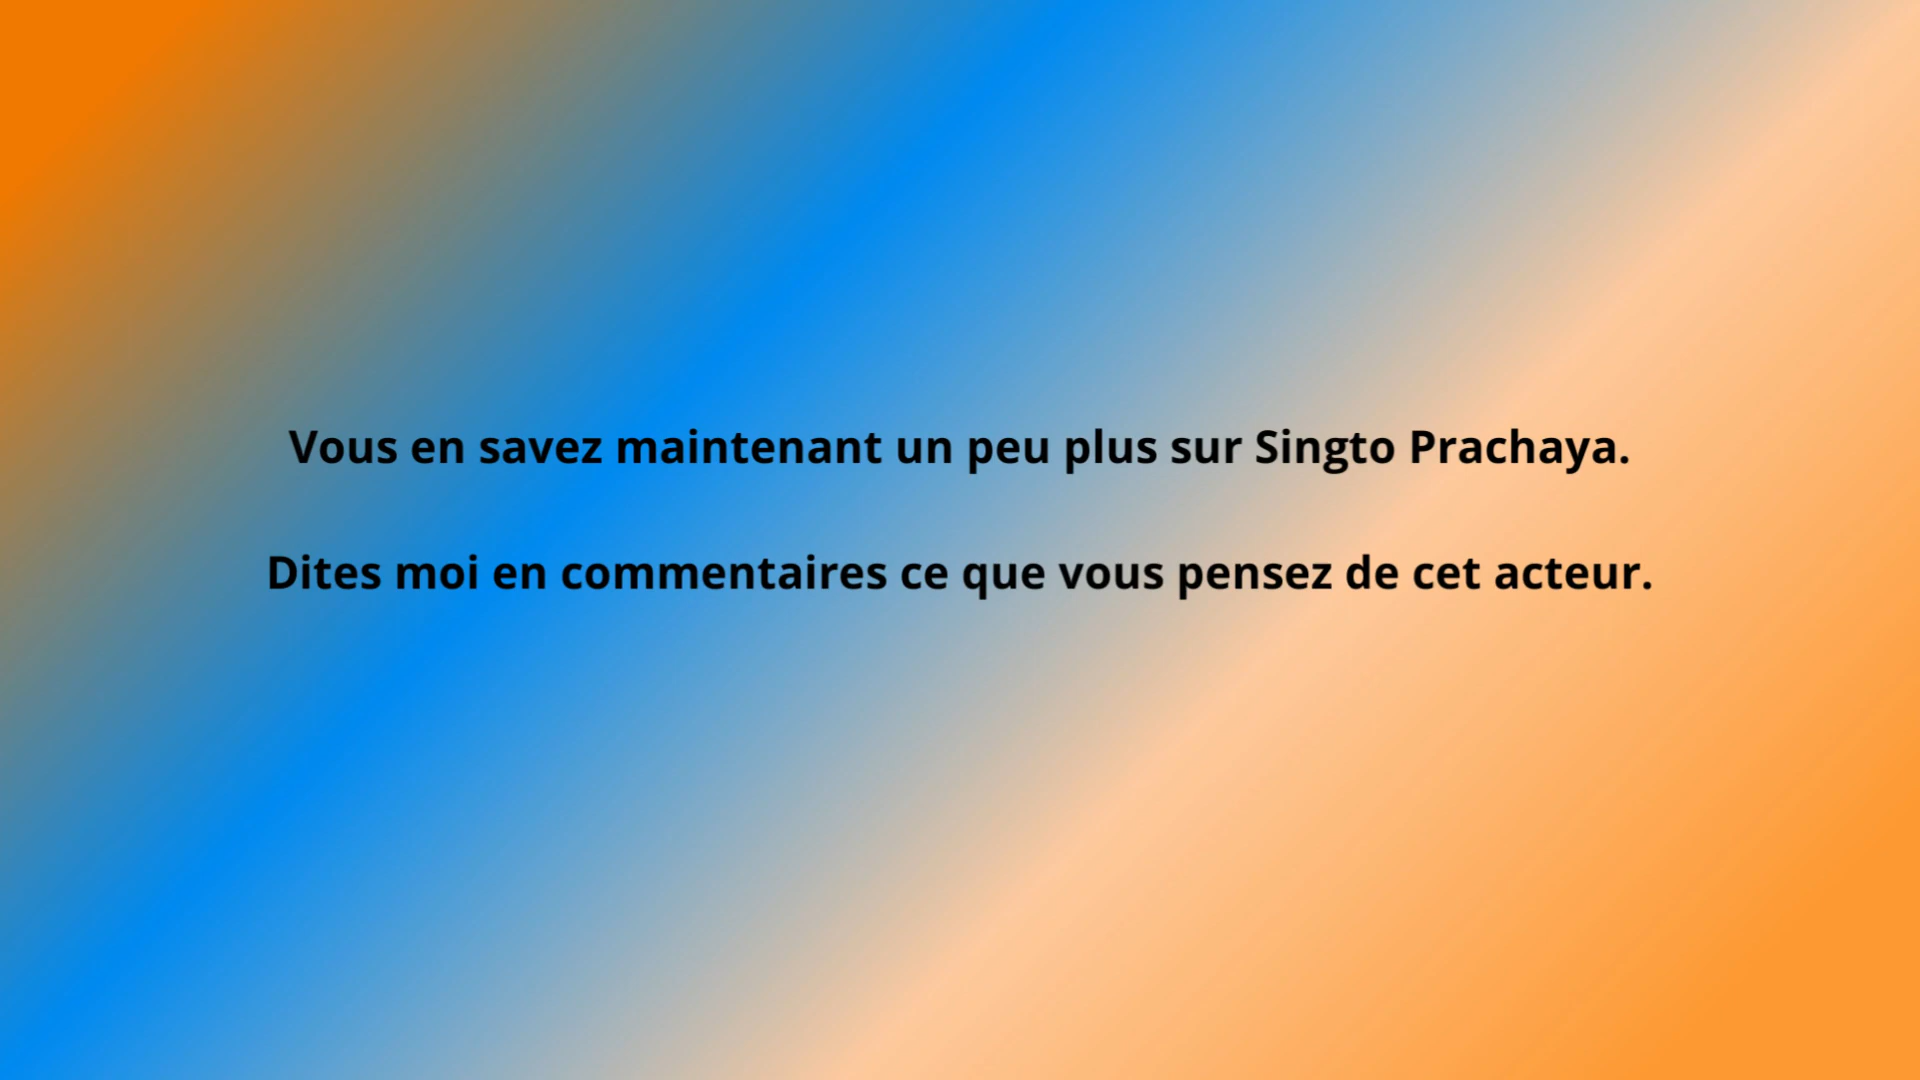 Vous en savez maintenant un peu plus sur Singto Prachaya.
Dites moi en commentaires ce que vous pensez de cet acteur.